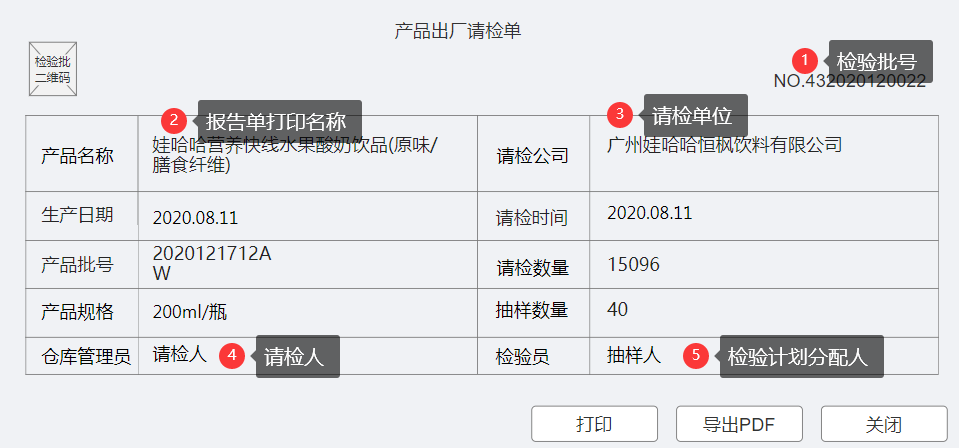 产品出厂请检单
检验批
二维码
1 检验批号
NO.432020120022
2 报告单打印名称
3 请检单位
产品名称
娃哈哈营养快线水果酸奶饮品(原味/
膳食纤维)
请检公司
广州娃哈哈恒枫饮料有限公司
生产日期
2020.08.11
请检时间
2020.08.11
产品批号
2020121712A
W
请检数量
15096
产品规格
200ml/瓶
抽样数量
40
仓库管理员
请检人
4 请检人
检验员
抽样人
5 检验计划分配人
打印
导出PDF
关闭